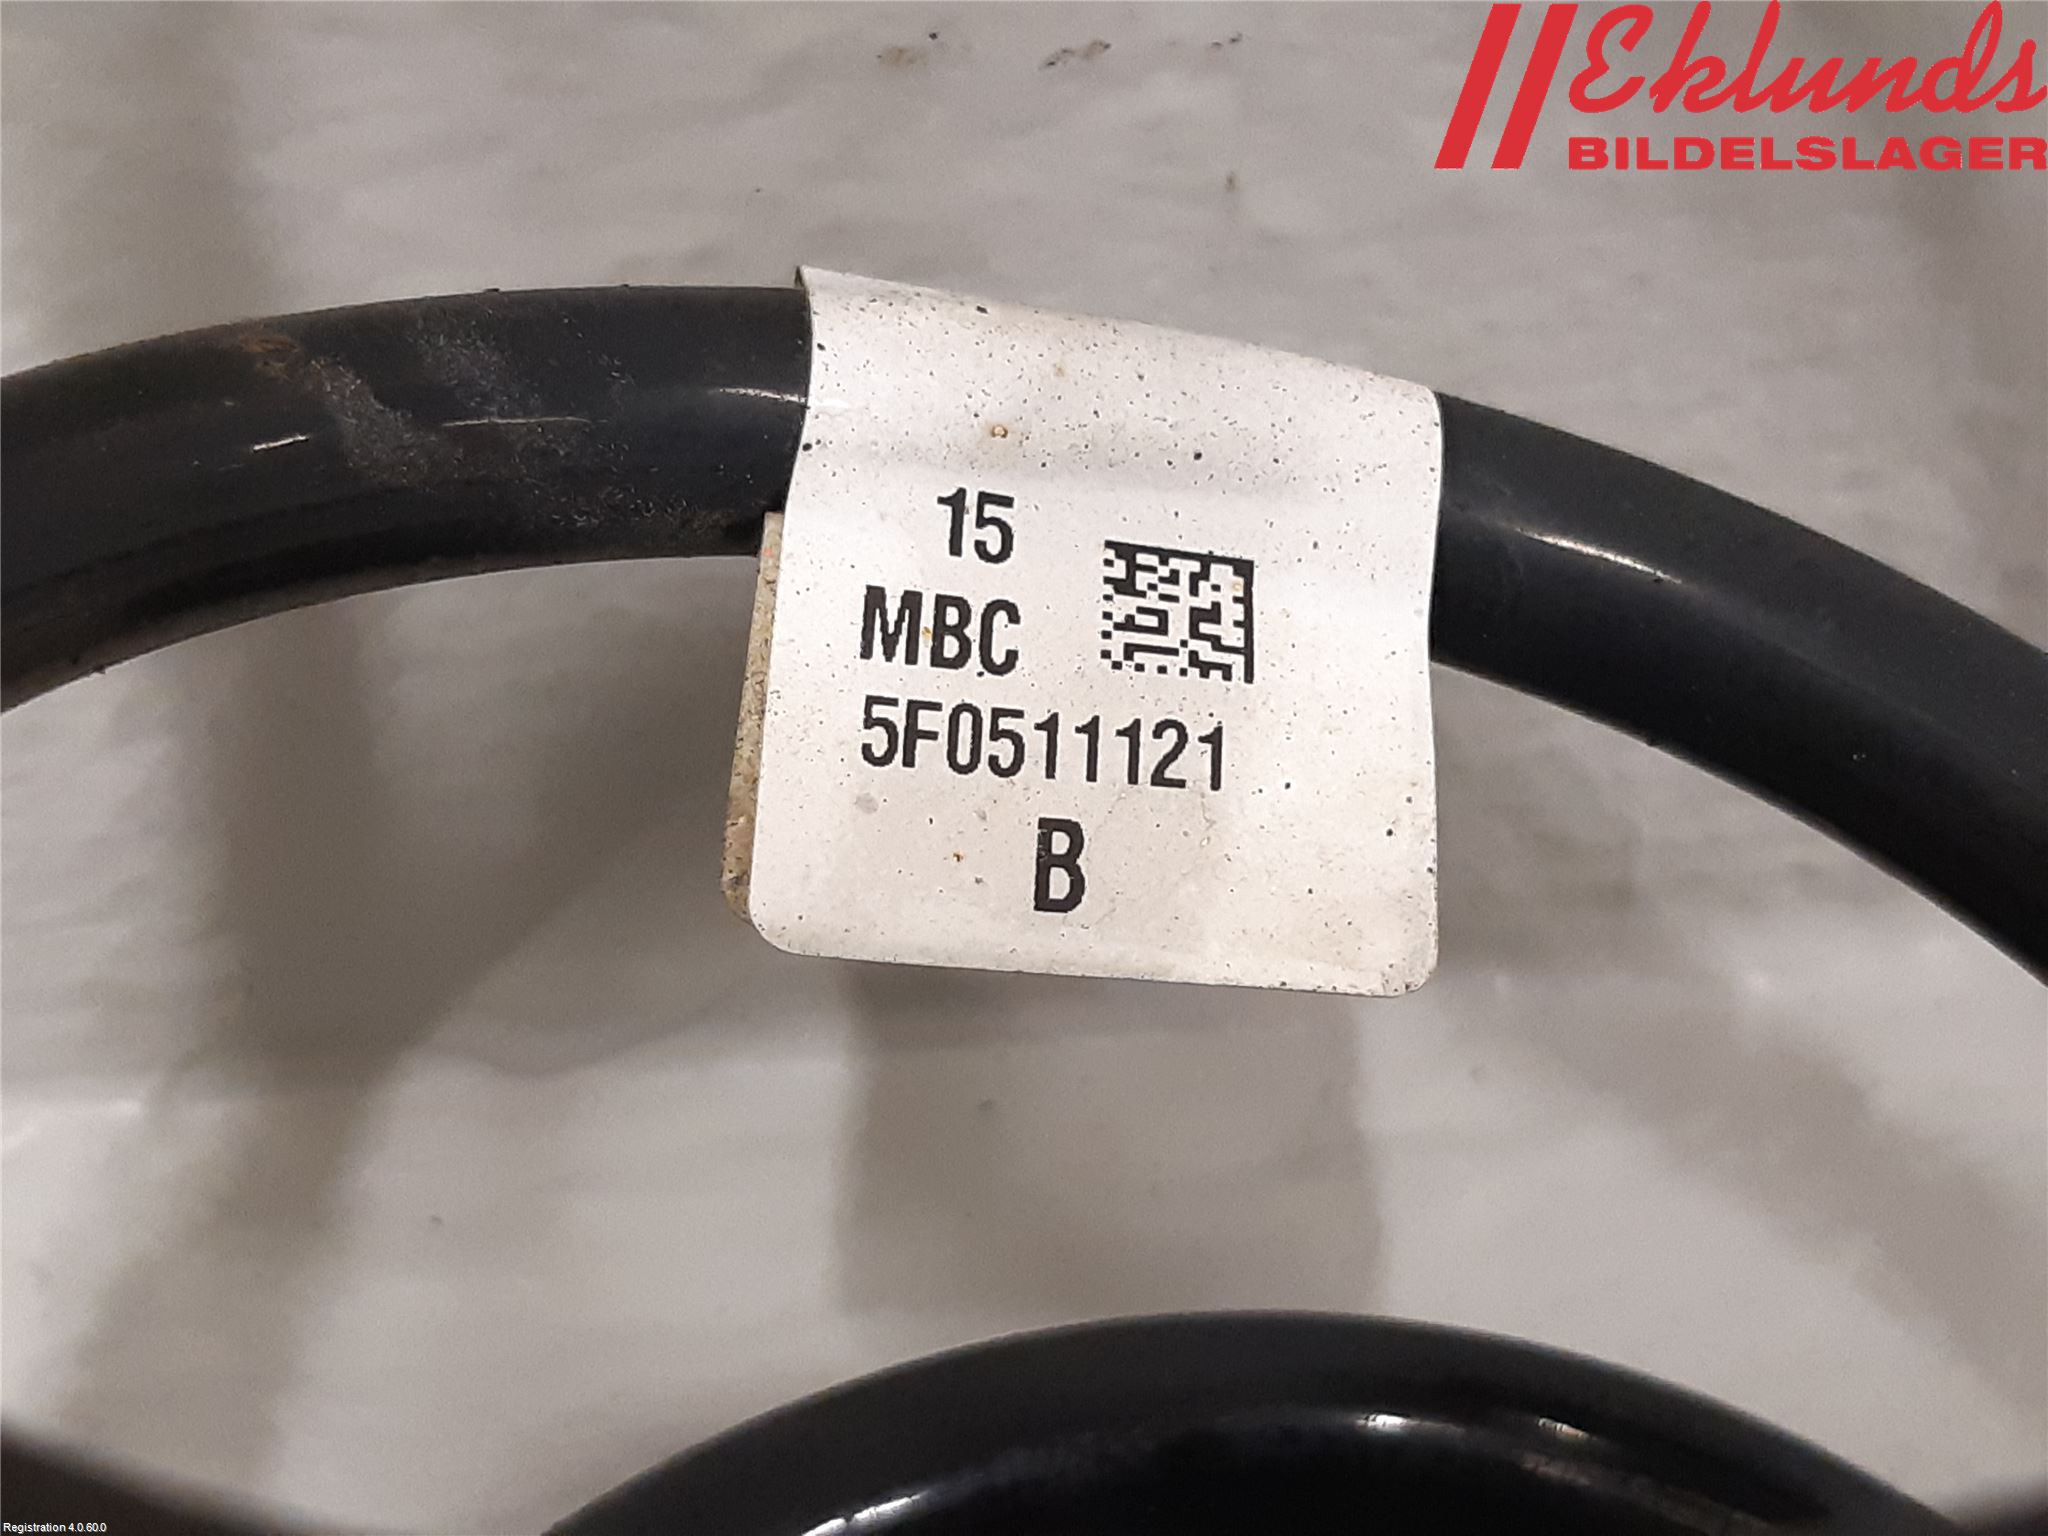 Eklunds
BILDELSLAGER
15
MBC
5F0511121
B
Registration 4.0.60.0